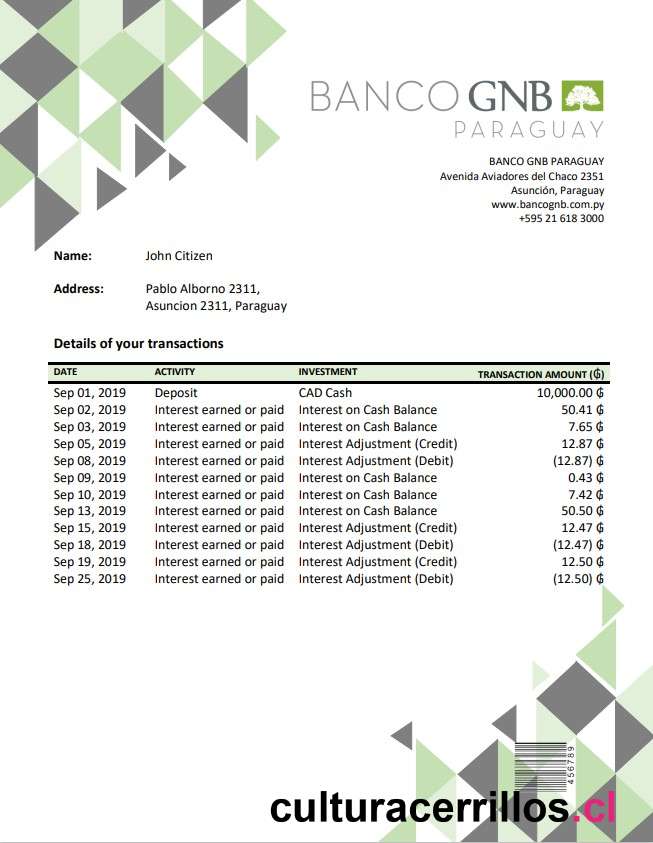 BANCO GNB
PARAGUAY
BANCO GNB PARAGUAY
Avenida Aviadores del Chaco 2351
Asunción, Paraguay
www.bancognb.com.py
+595 21 618 3000
Name: John Citizen
Address: Pablo Alborno 2311,
Asuncion 2311, Paraguay
Details of your transactions
DATE ACTIVITY INVESTMENT TRANSACTION AMOUNT (₲)
Sep 01, 2019 Deposit CAD Cash 10,000.00 ₲
Sep 02, 2019 Interest earned or paid Interest on Cash Balance 50.41 ₲
Sep 03, 2019 Interest earned or paid Interest on Cash Balance 7.65 ₲
Sep 05, 2019 Interest earned or paid Interest Adjustment (Credit) 12.87 ₲
Sep 08, 2019 Interest earned or paid Interest Adjustment (Debit) (12.87) ₲
Sep 09, 2019 Interest earned or paid Interest on Cash Balance 0.43 ₲
Sep 10, 2019 Interest earned or paid Interest on Cash Balance 7.42 ₲
Sep 13, 2019 Interest earned or paid Interest on Cash Balance 50.50 ₲
Sep 15, 2019 Interest earned or paid Interest Adjustment (Credit) 12.47 ₲
Sep 18, 2019 Interest earned or paid Interest Adjustment (Debit) (12.47) ₲
Sep 19, 2019 Interest earned or paid Interest Adjustment (Credit) 12.50 ₲
Sep 25, 2019 Interest earned or paid Interest Adjustment (Debit) (12.50) ₲
456789
culturacerrillos.cl